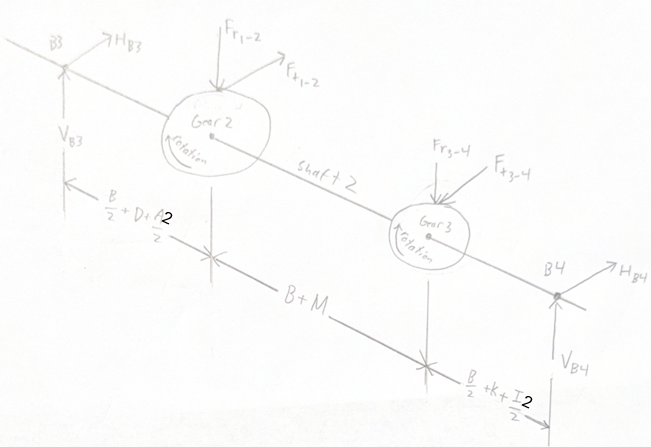 B3
H_B3
F_r1-2
F_t1-2
V_B3
Gear 2
rotation
shaft 2
F_r3-4
F_t3-4
Gear 3
rotation
B4
H_B4
V_B4
B/2 + D + A2/2
B + M
B/2 + K + I2/2